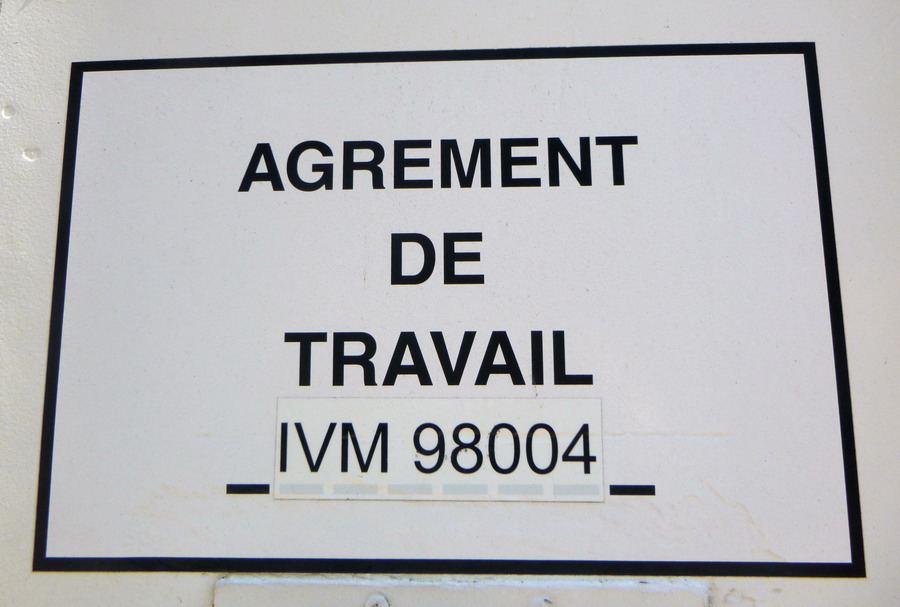 AGREMENT
DE
TRAVAIL
IVM 98004